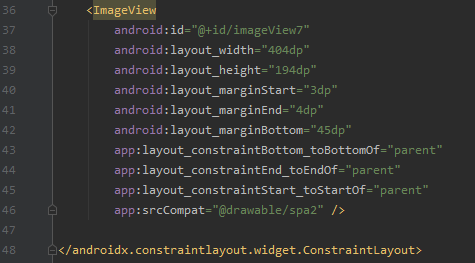 36 <ImageView
37 android:id="@+id/imageView7"
38 android:layout_width="404dp"
39 android:layout_height="194dp"
40 android:layout_marginStart="3dp"
41 android:layout_marginEnd="4dp"
42 android:layout_marginBottom="45dp"
43 app:layout_constraintBottom_toBottomOf="parent"
44 app:layout_constraintEnd_toEndOf="parent"
45 app:layout_constraintStart_toStartOf="parent"
46 app:srcCompat="@drawable/spa2" />
47
48 </androidx.constraintlayout.widget.ConstraintLayout>